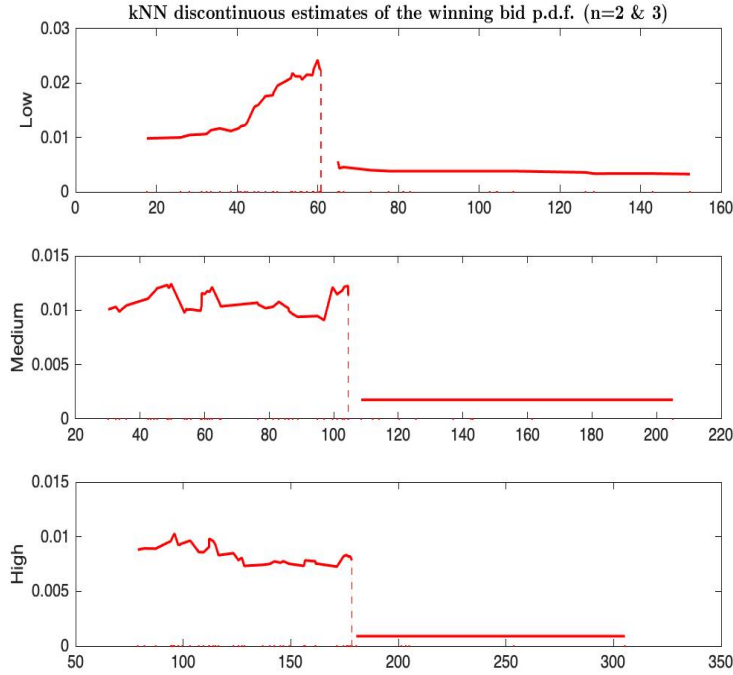 kNN discontinuous estimates of the winning bid p.d.f. (n=2 & 3)
0.03
0.02
0.01
0
Low
0 20 40 60 80 100 120 140 160
0.015
0.01
0.005
0
Medium
20 40 60 80 100 120 140 160 180 200 220
0.015
0.01
0.005
0
High
50 100 150 200 250 300 350